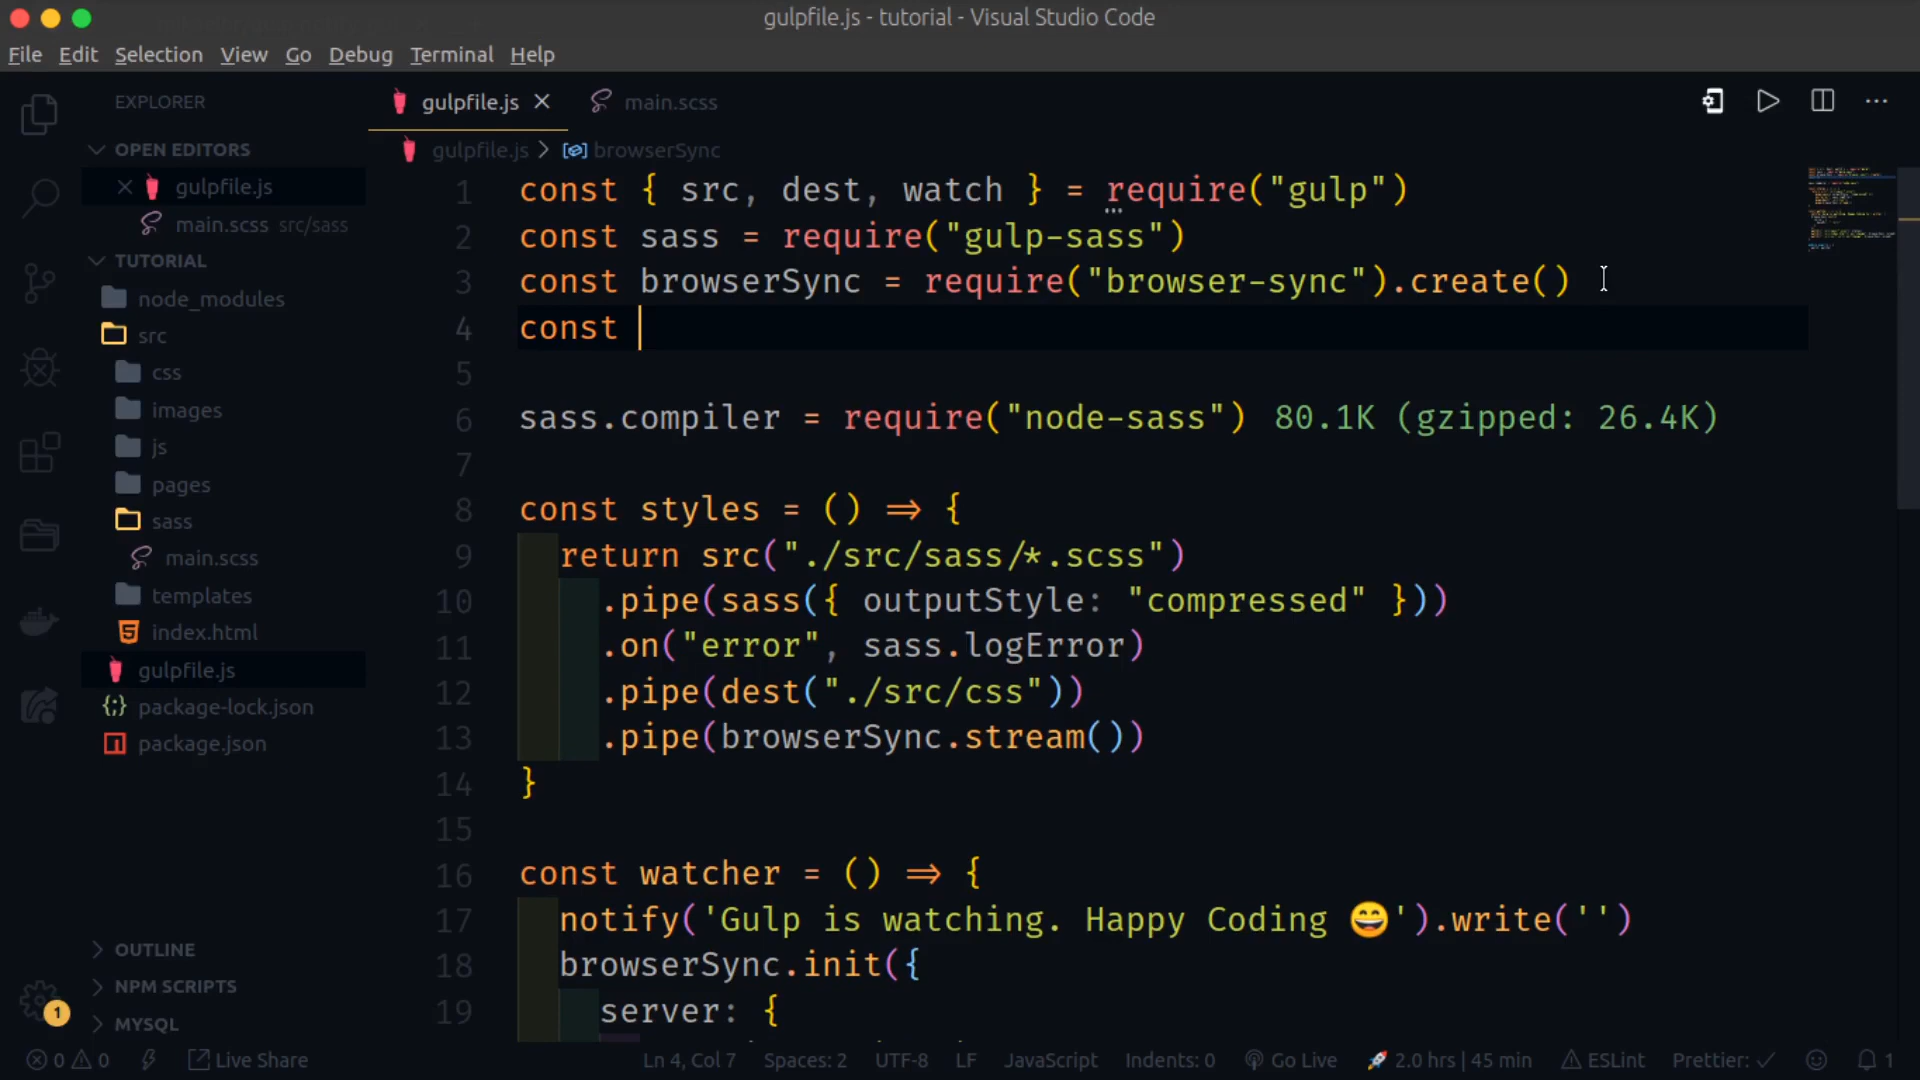 gulpfile.js - tutorial - Visual Studio Code
File Edit Selection View Go Debug Terminal Help
EXPLORER
OPEN EDITORS
gulpfile.js
main.scss src/sass
TUTORIAL
node_modules
src
css
images
js
pages
sass
main.scss
templates
index.html
gulpfile.js
package-lock.json
package.json
OUTLINE
NPM SCRIPTS
MYSQL
1
gulpfile.js main.scss
gulpfile.js > browserSync
1 const { src, dest, watch } = require("gulp")
2 const sass = require("gulp-sass")
3 const browserSync = require("browser-sync").create()
4 const
5
6 sass.compiler = require("node-sass") 80.1K (gzipped: 26.4K)
7
8 const styles = () => {
9 return src("./src/sass/*.scss")
10 .pipe(sass({ outputStyle: "compressed" }))
11 .on("error", sass.logError)
12 .pipe(dest("./src/css"))
13 .pipe(browserSync.stream())
14 }
15
16 const watcher = () => {
17 notify('Gulp is watching. Happy Coding 😄').write('')
18 browserSync.init({
19 server: {
0 0 Live Share Ln 4, Col 7 Spaces: 2 UTF-8 LF JavaScript Indents: 0 Go Live 🚀 2.0 hrs | 45 min ESLint Prettier: ✓ 1